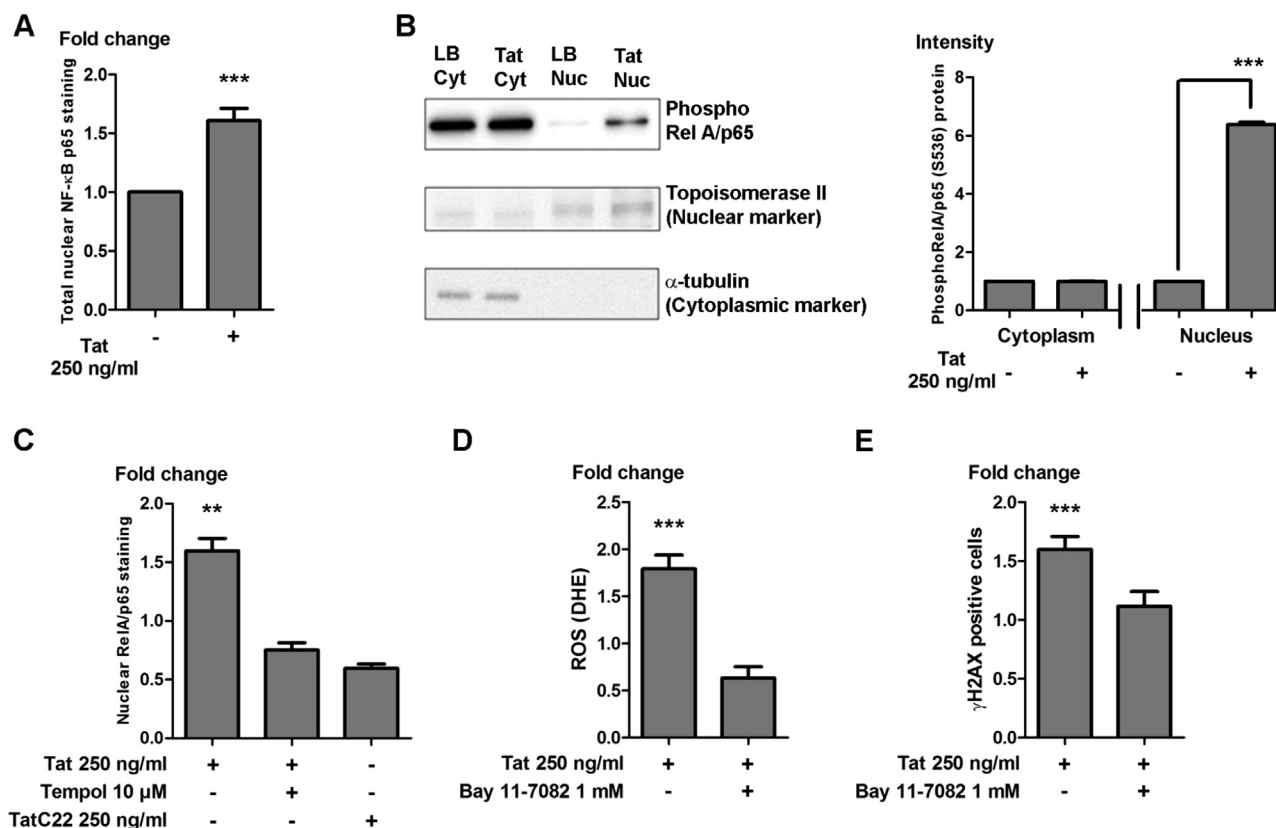 A
Fold change
Total nuclear NF-κB p65 staining
2.0
1.5
1.0
0.5
0.0
***
- +
Tat
250 ng/ml
B
LB Tat LB Tat
Cyt Cyt Nuc Nuc
Phospho
Rel A/p65
Topoisomerase II
(Nuclear marker)
α-tubulin
(Cytoplasmic marker)
Intensity
PhosphoRelA/p65 (S536) protein
8
6
4
2
0
***
Cytoplasm Nucleus
Tat
250 ng/ml
- + - +
C
Fold change
Nuclear RelA/p65 staining
2.0
1.5
1.0
0.5
0.0
**
Tat 250 ng/ml + + -
Tempol 10 µM - + -
TatC22 250 ng/ml - - +
D
Fold change
ROS (DHE)
2.5
2.0
1.5
1.0
0.5
0.0
***
Tat 250 ng/ml + +
Bay 11-7082 1 mM - +
E
Fold change
γH2AX positive cells
2.0
1.5
1.0
0.5
0.0
***
Tat 250 ng/ml + +
Bay 11-7082 1 mM - +